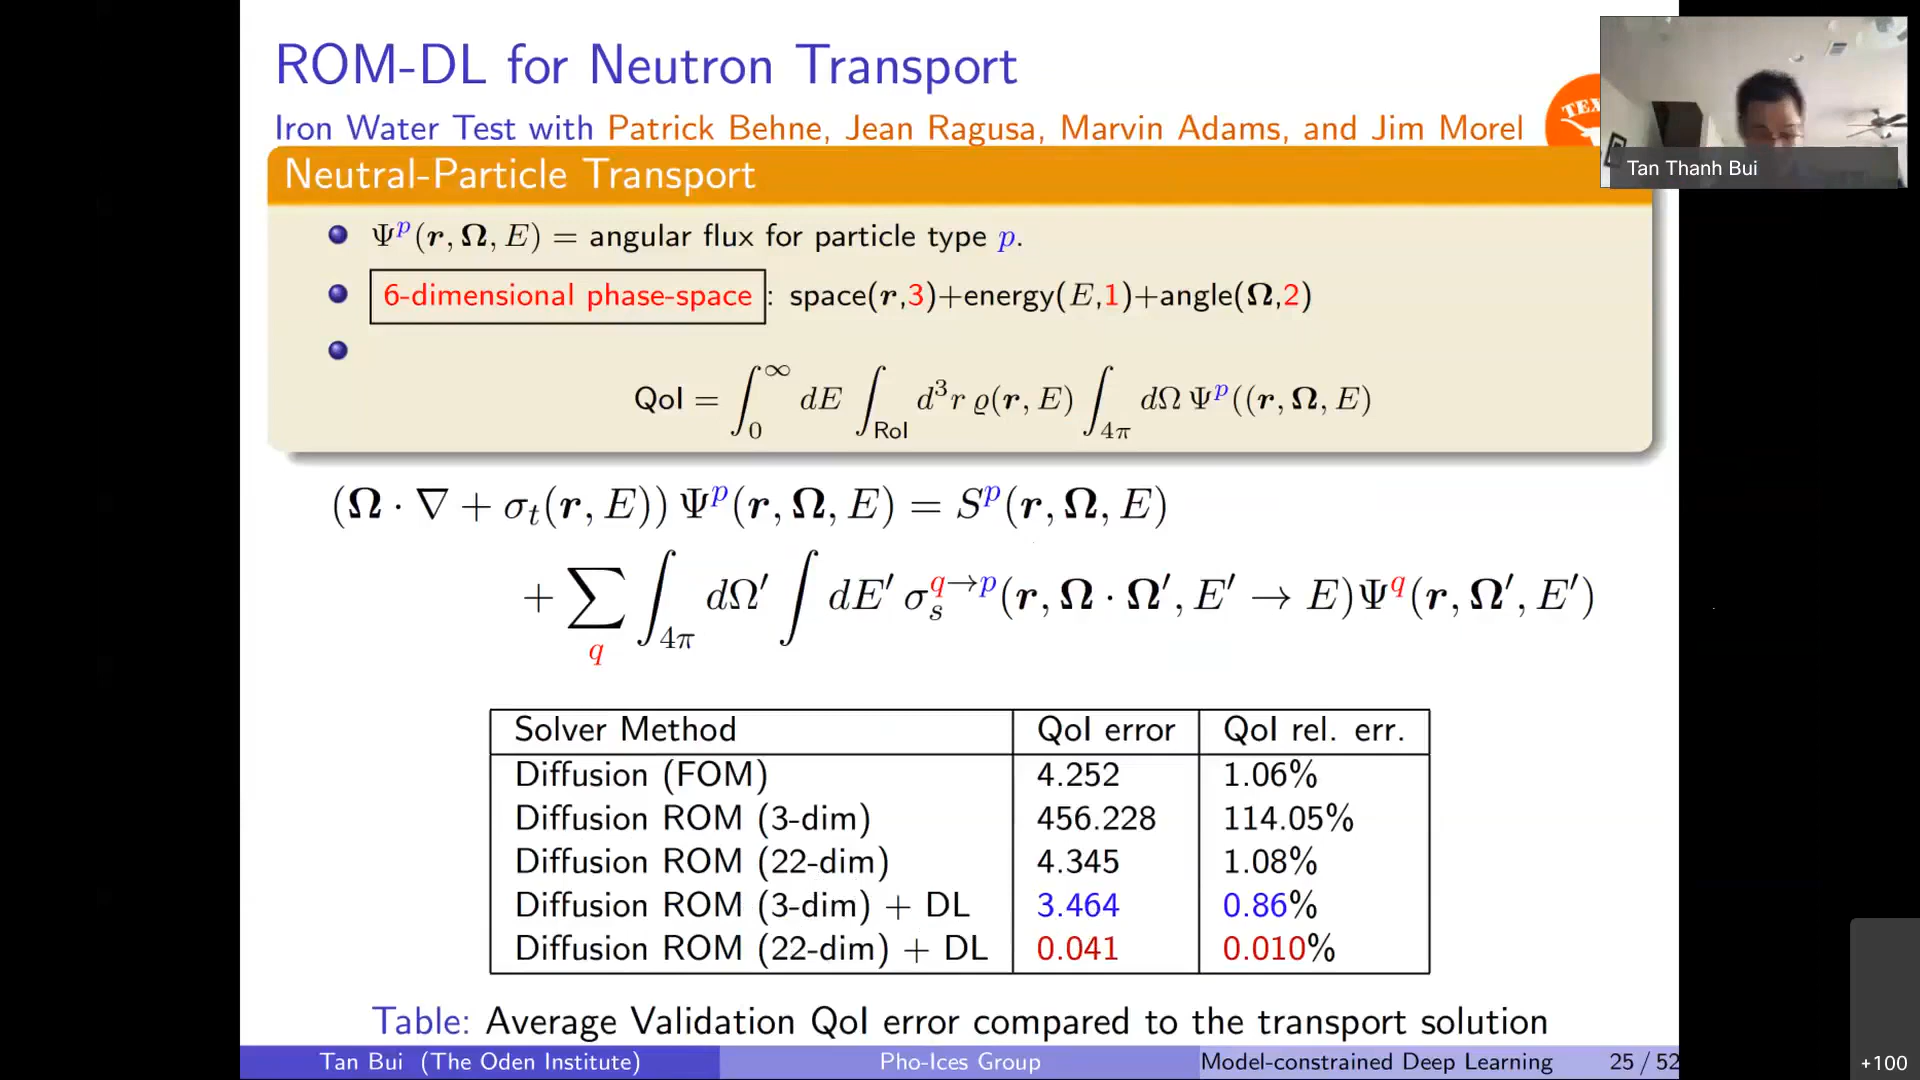 ROM-DL for Neutron Transport
Iron Water Test with Patrick Behne, Jean Ragusa, Marvin Adams, and Jim Morel
TEX
Tan Thanh Bui
Neutral-Particle Transport
Ψ^p(r, Ω, E) = angular flux for particle type p.
6-dimensional phase-space : space(r,3)+energy(E,1)+angle(Ω,2)
QoI = ∫_0^∞ dE ∫_RoI d³r ϱ(r, E) ∫_4π dΩ Ψ^p((r, Ω, E)
(Ω · ∇ + σ_t(r, E)) Ψ^p(r, Ω, E) = S^p(r, Ω, E)
+ ∑_q ∫_4π dΩ′ ∫ dE′ σ_s^{q→p}(r, Ω · Ω′, E′ → E)Ψ^q(r, Ω′, E′)
Solver Method QoI error QoI rel. err.
Diffusion (FOM) 4.252 1.06%
Diffusion ROM (3-dim) 456.228 114.05%
Diffusion ROM (22-dim) 4.345 1.08%
Diffusion ROM (3-dim) + DL 3.464 0.86%
Diffusion ROM (22-dim) + DL 0.041 0.010%
Table: Average Validation QoI error compared to the transport solution
Tan Bui (The Oden Institute) Pho-Ices Group Model-constrained Deep Learning 25 / 52
+100